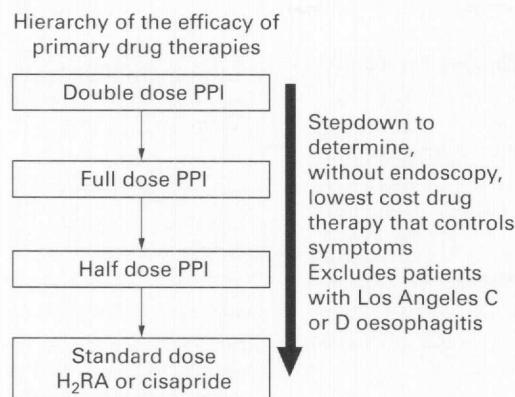 Hierarchy of the efficacy of
primary drug therapies
Double dose PPI
Full dose PPI
Half dose PPI
Standard dose
H₂RA or cisapride
Stepdown to
determine,
without endoscopy,
lowest cost drug
therapy that controls
symptoms
Excludes patients
with Los Angeles C
or D oesophagitis